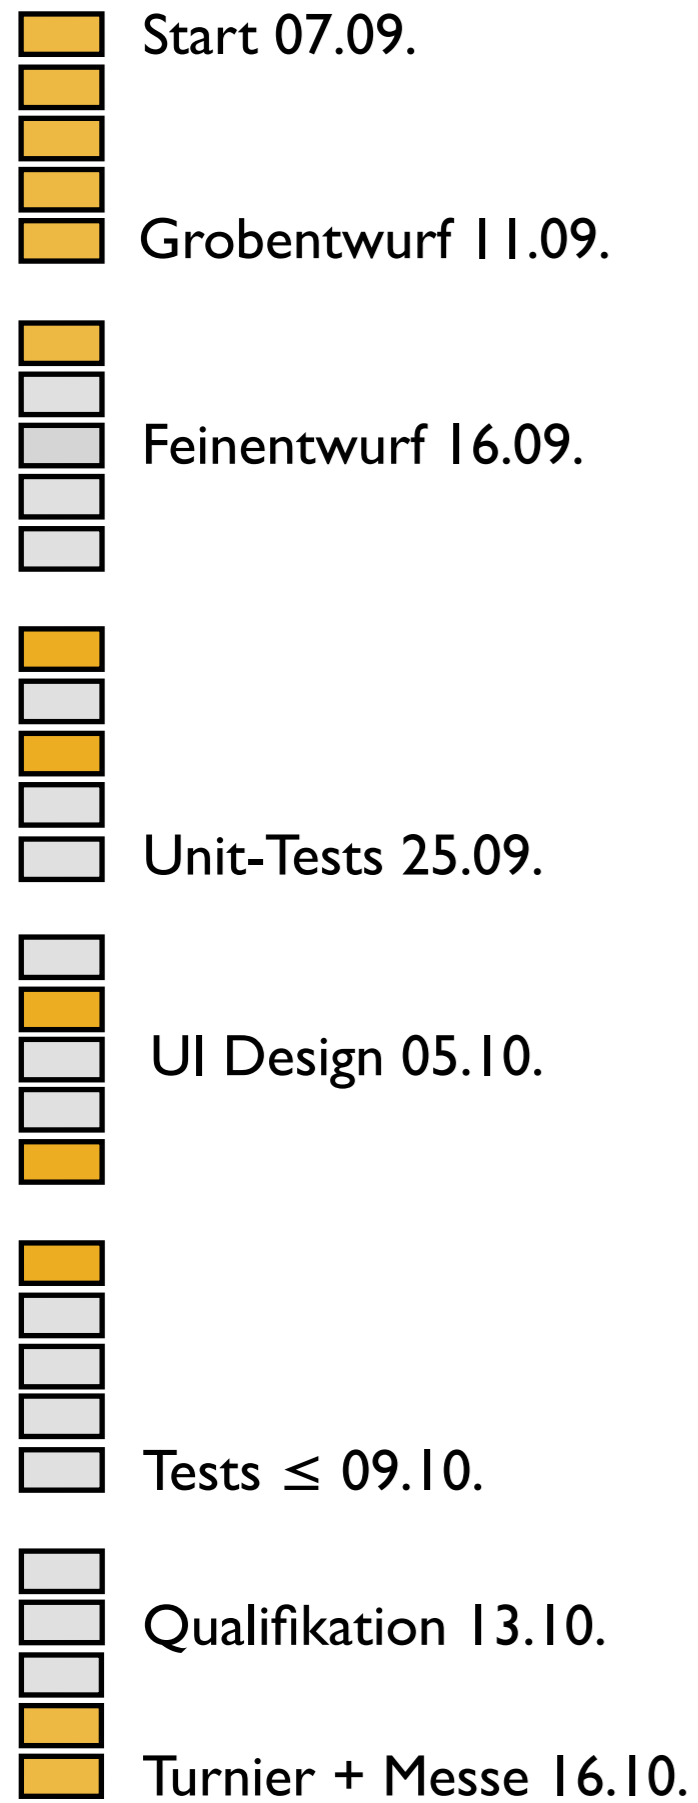 Start 07.09.
Grobentwurf 11.09.
Feinentwurf 16.09.
Unit-Tests 25.09.
UI Design 05.10.
Tests ≤ 09.10.
Qualifikation 13.10.
Turnier + Messe 16.10.